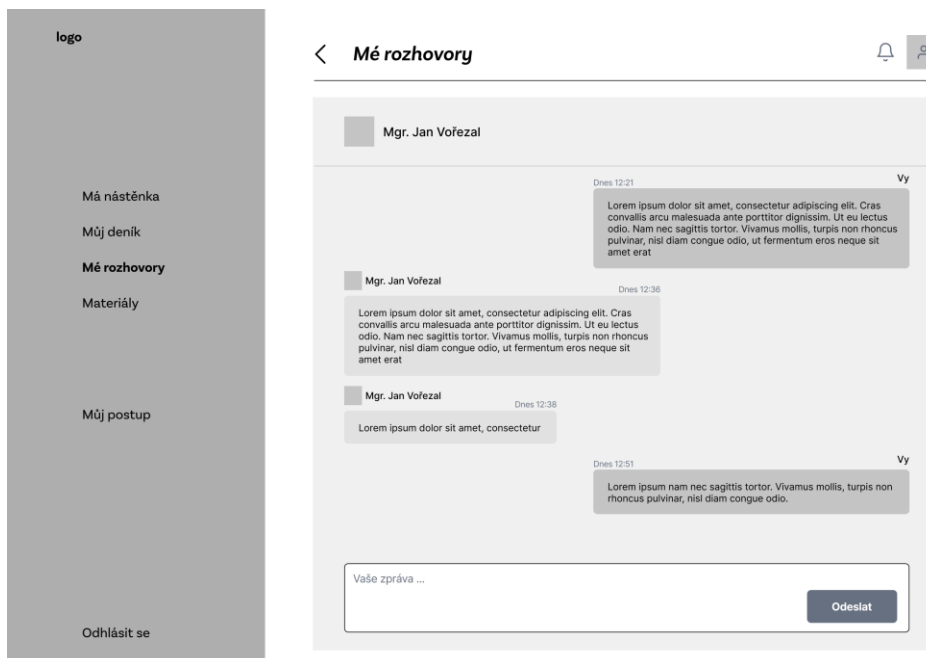 logo
Má nástěnka
Můj deník
Mé rozhovory
Materiály
Můj postup
Odhlásit se
Mé rozhovory
Mgr. Jan Vořezal
Dnes 12:21
Vy
Lorem ipsum dolor sit amet, consectetur adipiscing elit. Cras
convallis arcu malesuada ante porttitor dignissim. Ut eu lectus
odio. Nam nec sagittis tortor. Vivamus mollis, turpis non rhoncus
pulvinar, nisl diam congue odio, ut fermentum eros neque sit
amet erat
Mgr. Jan Vořezal
Dnes 12:36
Lorem ipsum dolor sit amet, consectetur adipiscing elit. Cras
convallis arcu malesuada ante porttitor dignissim. Ut eu lectus
odio. Nam nec sagittis tortor. Vivamus mollis, turpis non rhoncus
pulvinar, nisl diam congue odio, ut fermentum eros neque sit
amet erat
Mgr. Jan Vořezal
Dnes 12:38
Lorem ipsum dolor sit amet, consectetur
Dnes 12:51
Vy
Lorem ipsum nam nec sagittis tortor. Vivamus mollis, turpis non
rhoncus pulvinar, nisl diam congue odio.
Vaše zpráva ...
Odeslat